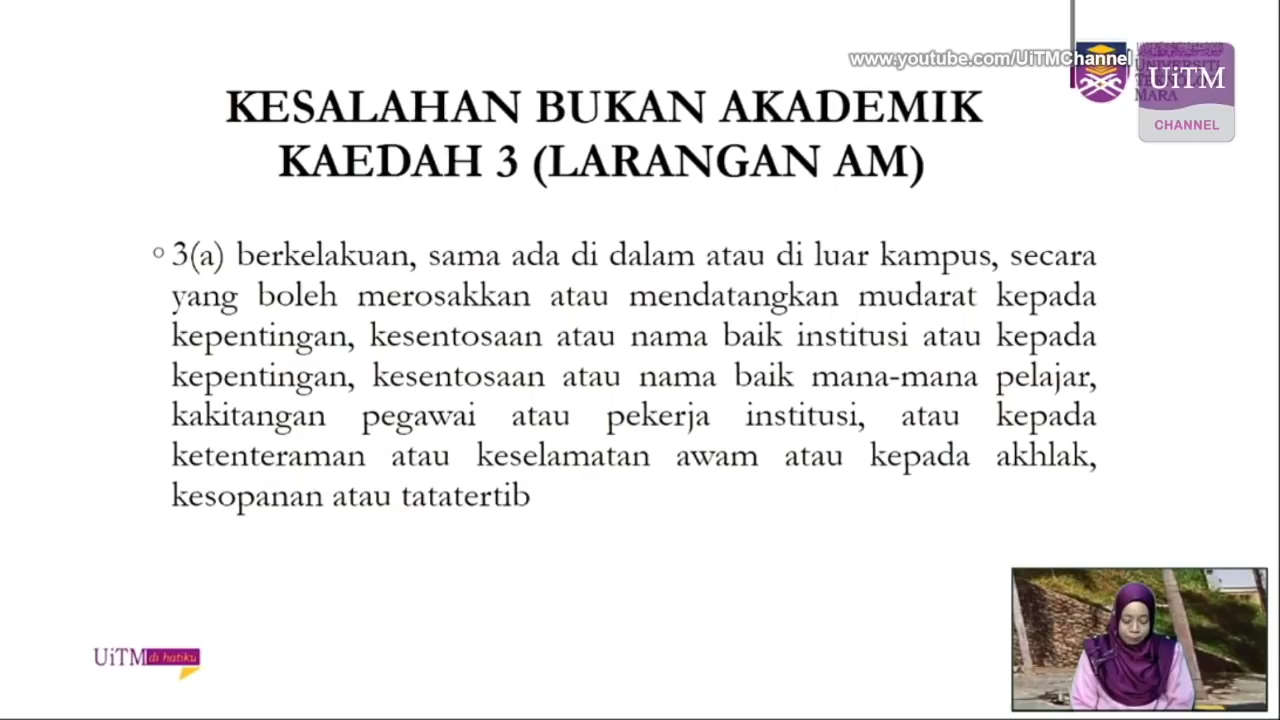 www.youtube.com/UiTMChannel
UNIVERSITI
TEKNOLOGI
MARA
UiTM
CHANNEL
KESALAHAN BUKAN AKADEMIK
KAEDAH 3 (LARANGAN AM)
3(a) berkelakuan, sama ada di dalam atau di luar kampus, secara
yang boleh merosakkan atau mendatangkan mudarat kepada
kepentingan, kesentosaan atau nama baik institusi atau kepada
kepentingan, kesentosaan atau nama baik mana-mana pelajar,
kakitangan pegawai atau pekerja institusi, atau kepada
ketenteraman atau keselamatan awam atau kepada akhlak,
kesopanan atau tatatertib
UiTM di hatiku